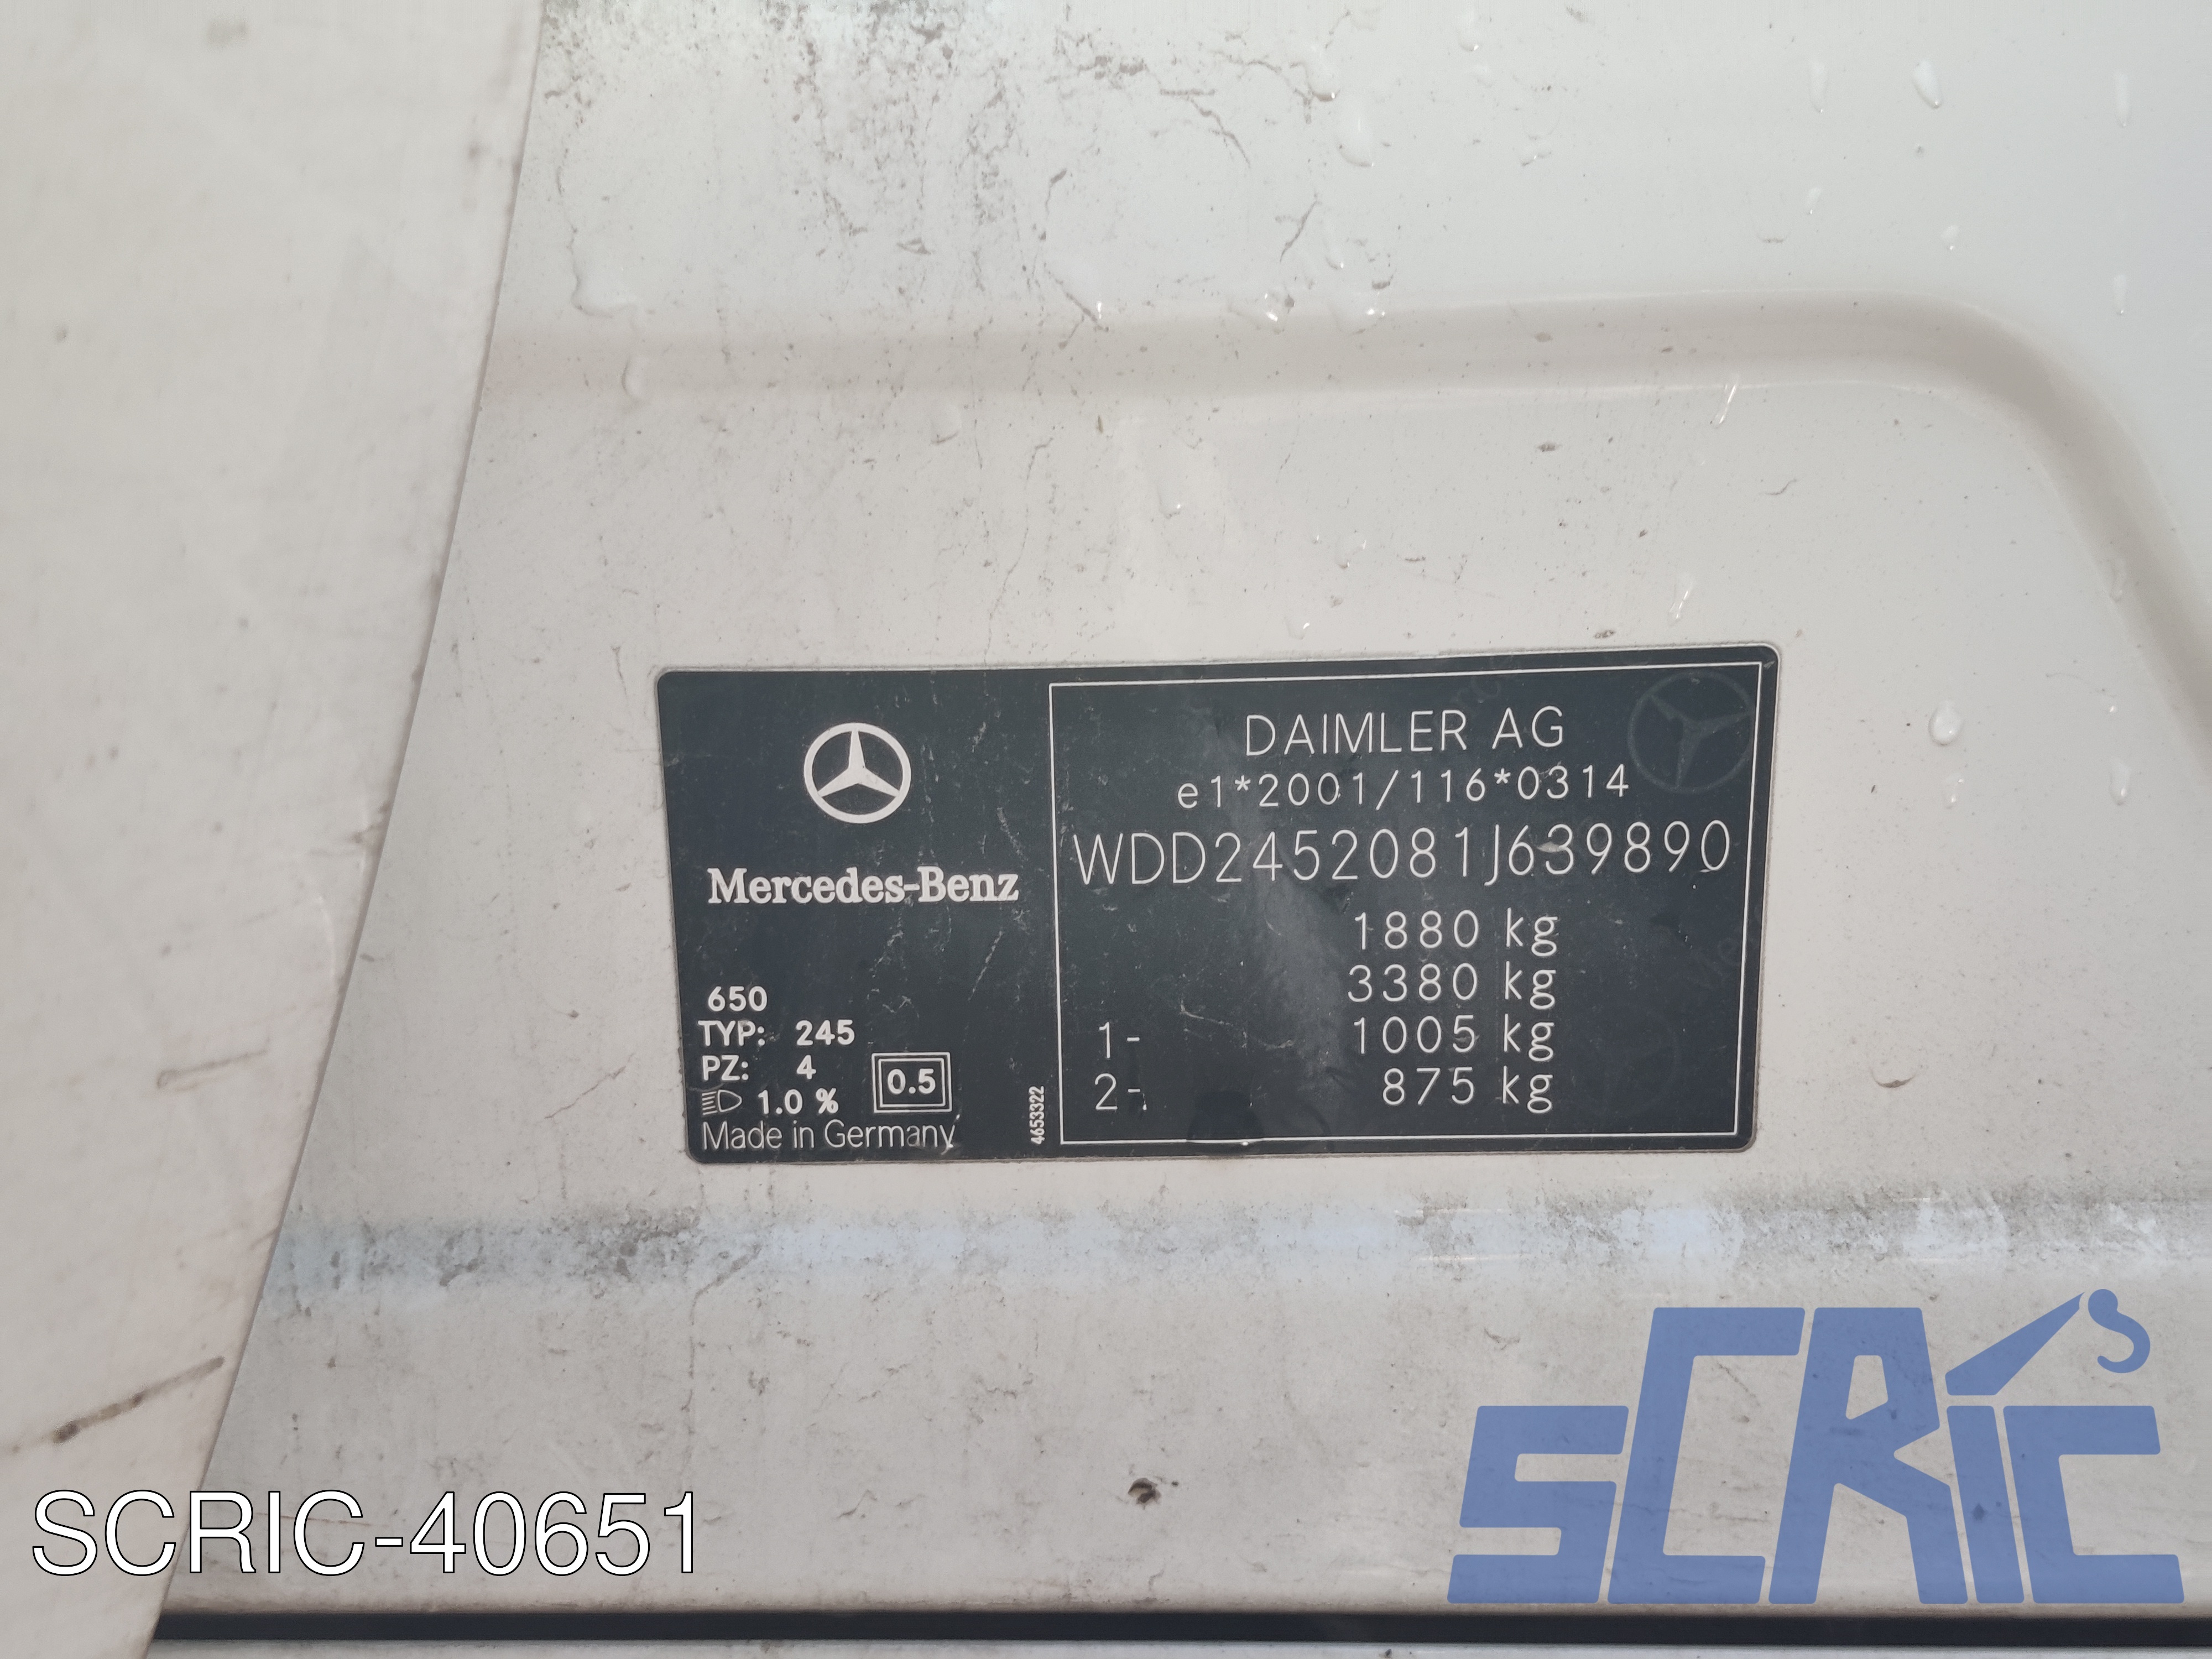 DAIMLER AG
e1*2001/116*0314
WDD2452081J639890
1880 kg
3380 kg
1- 1005 kg
2- 875 kg
Mercedes-Benz
650
TYP: 245
PZ: 4
1.0 %
0.5
Made in Germany
4653322
SCRIC-40651
SCRIC